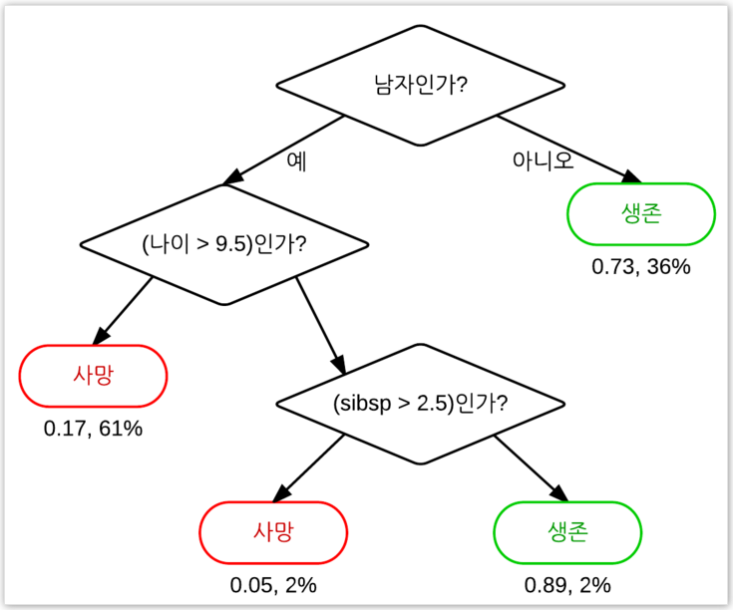 남자인가?
예
아니오
생존
0.73, 36%
(나이 > 9.5)인가?
사망
0.17, 61%
(sibsp > 2.5)인가?
사망
0.05, 2%
생존
0.89, 2%